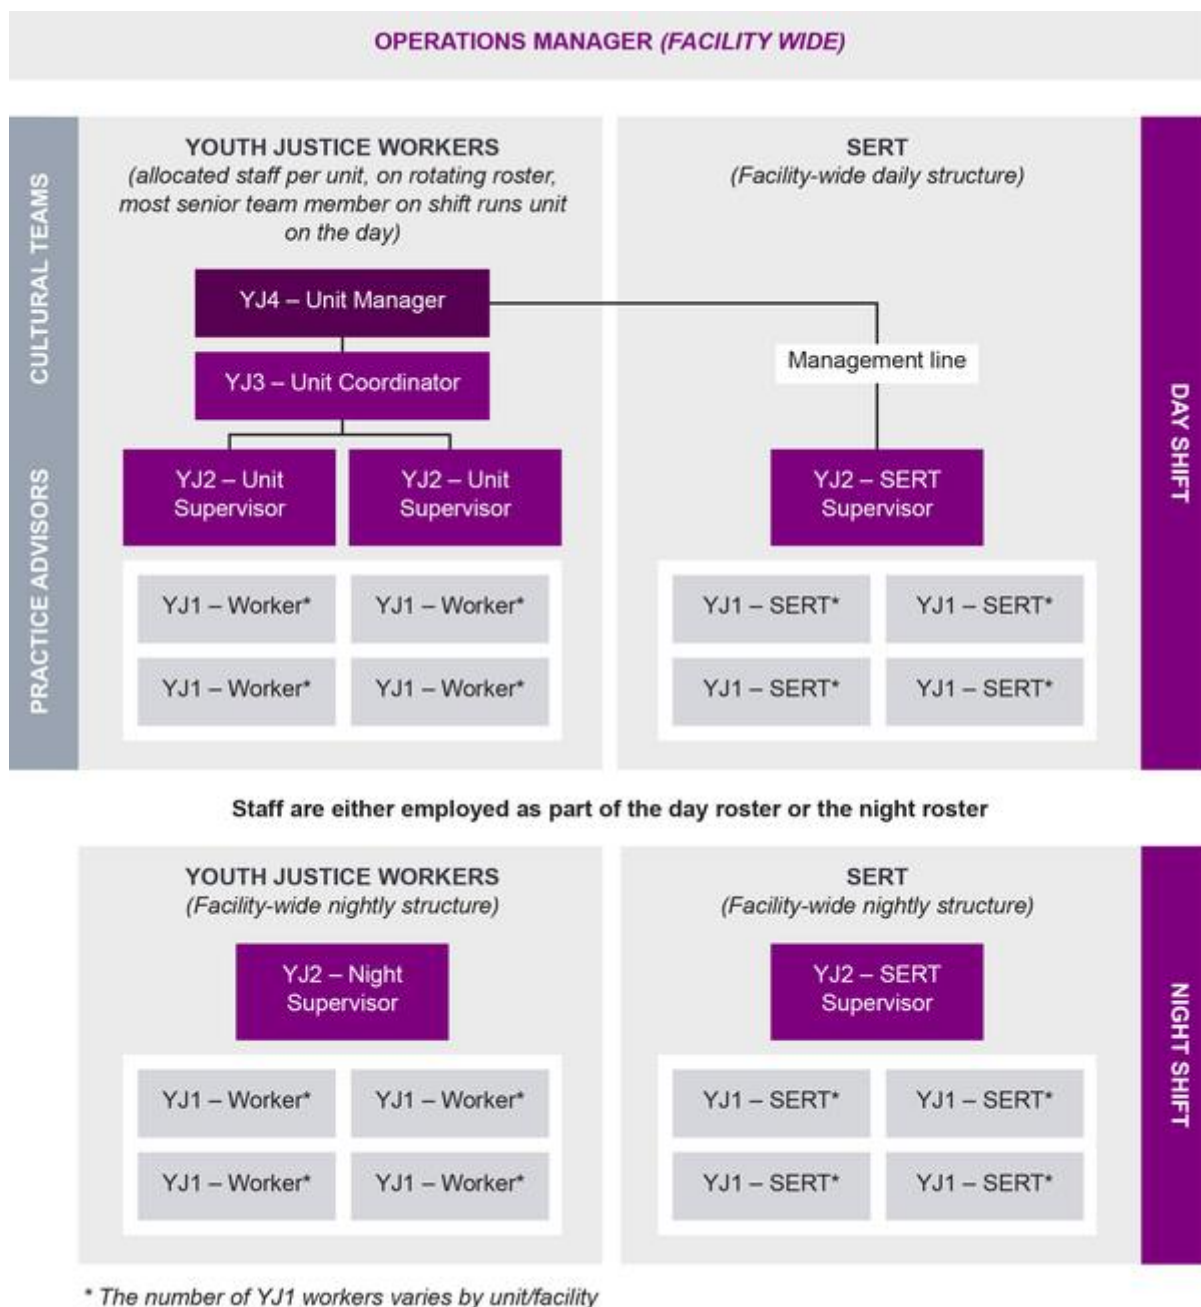 OPERATIONS MANAGER (FACILITY WIDE)
CULTURAL TEAMS
PRACTICE ADVISORS
YOUTH JUSTICE WORKERS
(allocated staff per unit, on rotating roster,
most senior team member on shift runs unit
on the day)
YJ4 – Unit Manager
YJ3 – Unit Coordinator
YJ2 – Unit
Supervisor
YJ2 – Unit
Supervisor
YJ1 – Worker*
YJ1 – Worker*
YJ1 – Worker*
YJ1 – Worker*
SERT
(Facility-wide daily structure)
Management line
YJ2 – SERT
Supervisor
YJ1 – SERT*
YJ1 – SERT*
YJ1 – SERT*
YJ1 – SERT*
DAY SHIFT
Staff are either employed as part of the day roster or the night roster
YOUTH JUSTICE WORKERS
(Facility-wide nightly structure)
YJ2 – Night
Supervisor
YJ1 – Worker*
YJ1 – Worker*
YJ1 – Worker*
YJ1 – Worker*
SERT
(Facility-wide nightly structure)
YJ2 – SERT
Supervisor
YJ1 – SERT*
YJ1 – SERT*
YJ1 – SERT*
YJ1 – SERT*
NIGHT SHIFT
* The number of YJ1 workers varies by unit/facility